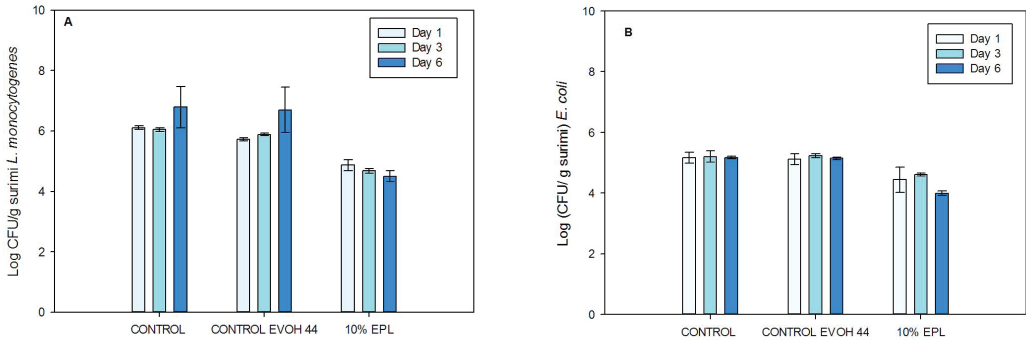 A
Day 1
Day 3
Day 6
10
8
6
4
2
0
Log CFU/g surimi L. monocytogenes
CONTROL
CONTROL EVOH 44
10% EPL
B
Day 1
Day 3
Day 6
10
8
6
4
2
0
Log (CFU/ g surimi) E. coli
CONTROL
CONTROL EVOH 44
10% EPL